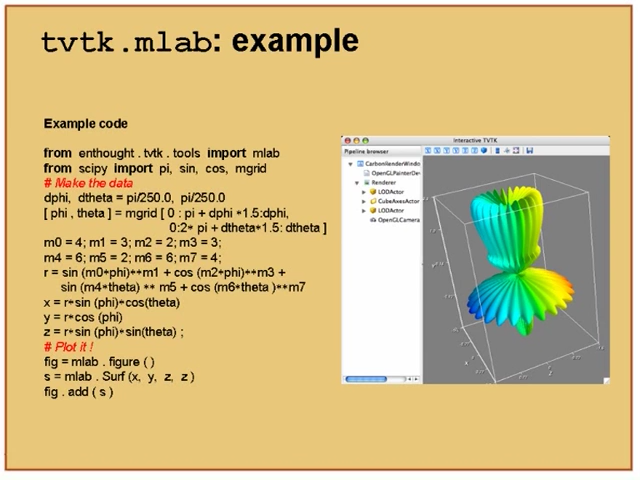 tvtk.mlab: example
Example code
from enthought . tvtk . tools import mlab
from scipy import pi, sin, cos, mgrid
# Make the data
dphi, dtheta = pi/250.0, pi/250.0
[ phi , theta ] = mgrid [ 0 : pi + dphi *1.5:dphi,
0:2* pi + dtheta*1.5: dtheta ]
m0 = 4; m1 = 3; m2 = 2; m3 = 3;
m4 = 6; m5 = 2; m6 = 6; m7 = 4;
r = sin (m0*phi)**m1 + cos (m2*phi)**m3 +
sin (m4*theta) ** m5 + cos (m6*theta )**m7
x = r*sin (phi)*cos(theta)
y = r*cos (phi)
z = r*sin (phi)*sin(theta) ;
# Plot it !
fig = mlab . figure ( )
s = mlab . Surf (x, y, z, z )
fig . add ( s )
Interactive TVTK
Pipeline browser
CarbonRenderWindo
OpenGLPainterDev
Renderer
LODActor
CubeAxesActor
LODActor
OpenGLCamera
X
Z